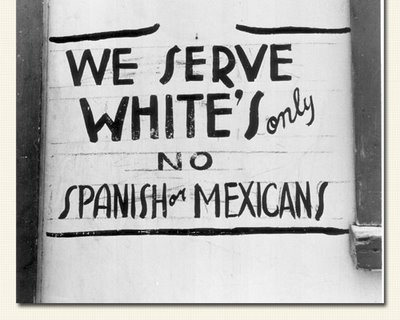 WE SERVE
WHITE'S only
NO
SPANISH or MEXICANS